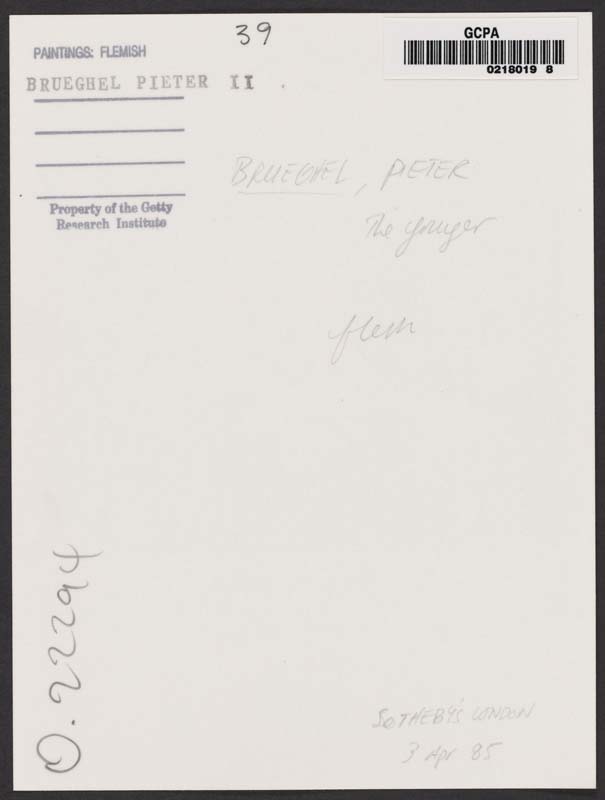 39
GCPA
0218019 8
PAINTINGS: FLEMISH
BRUEGHEL PIETER II
Property of the Getty
Research Institute
BRUEGHEL, PIETER
The younger
flem
O. 22294
SOTHEBY'S LONDON
3 Apr 85